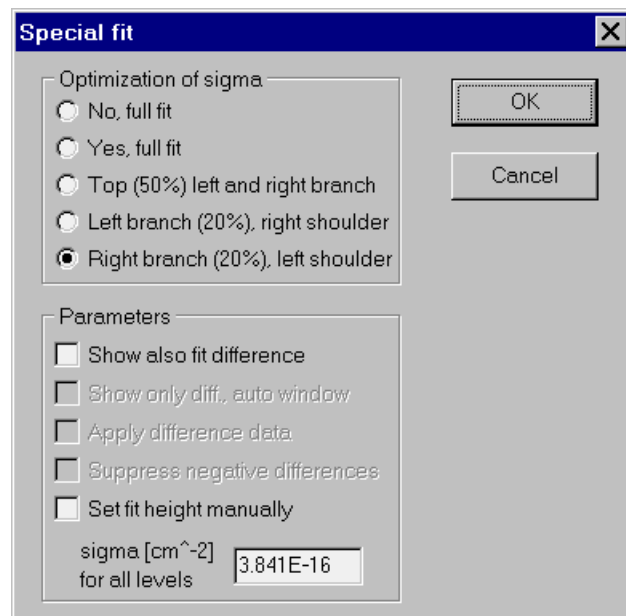 Special fit
Optimization of sigma
No, full fit
Yes, full fit
Top (50%) left and right branch
Left branch (20%), right shoulder
Right branch (20%), left shoulder
OK
Cancel
Parameters
Show also fit difference
Show only diff., auto window
Apply difference data
Suppress negative differences
Set fit height manually
sigma [cm^-2]
for all levels
3.841E-16